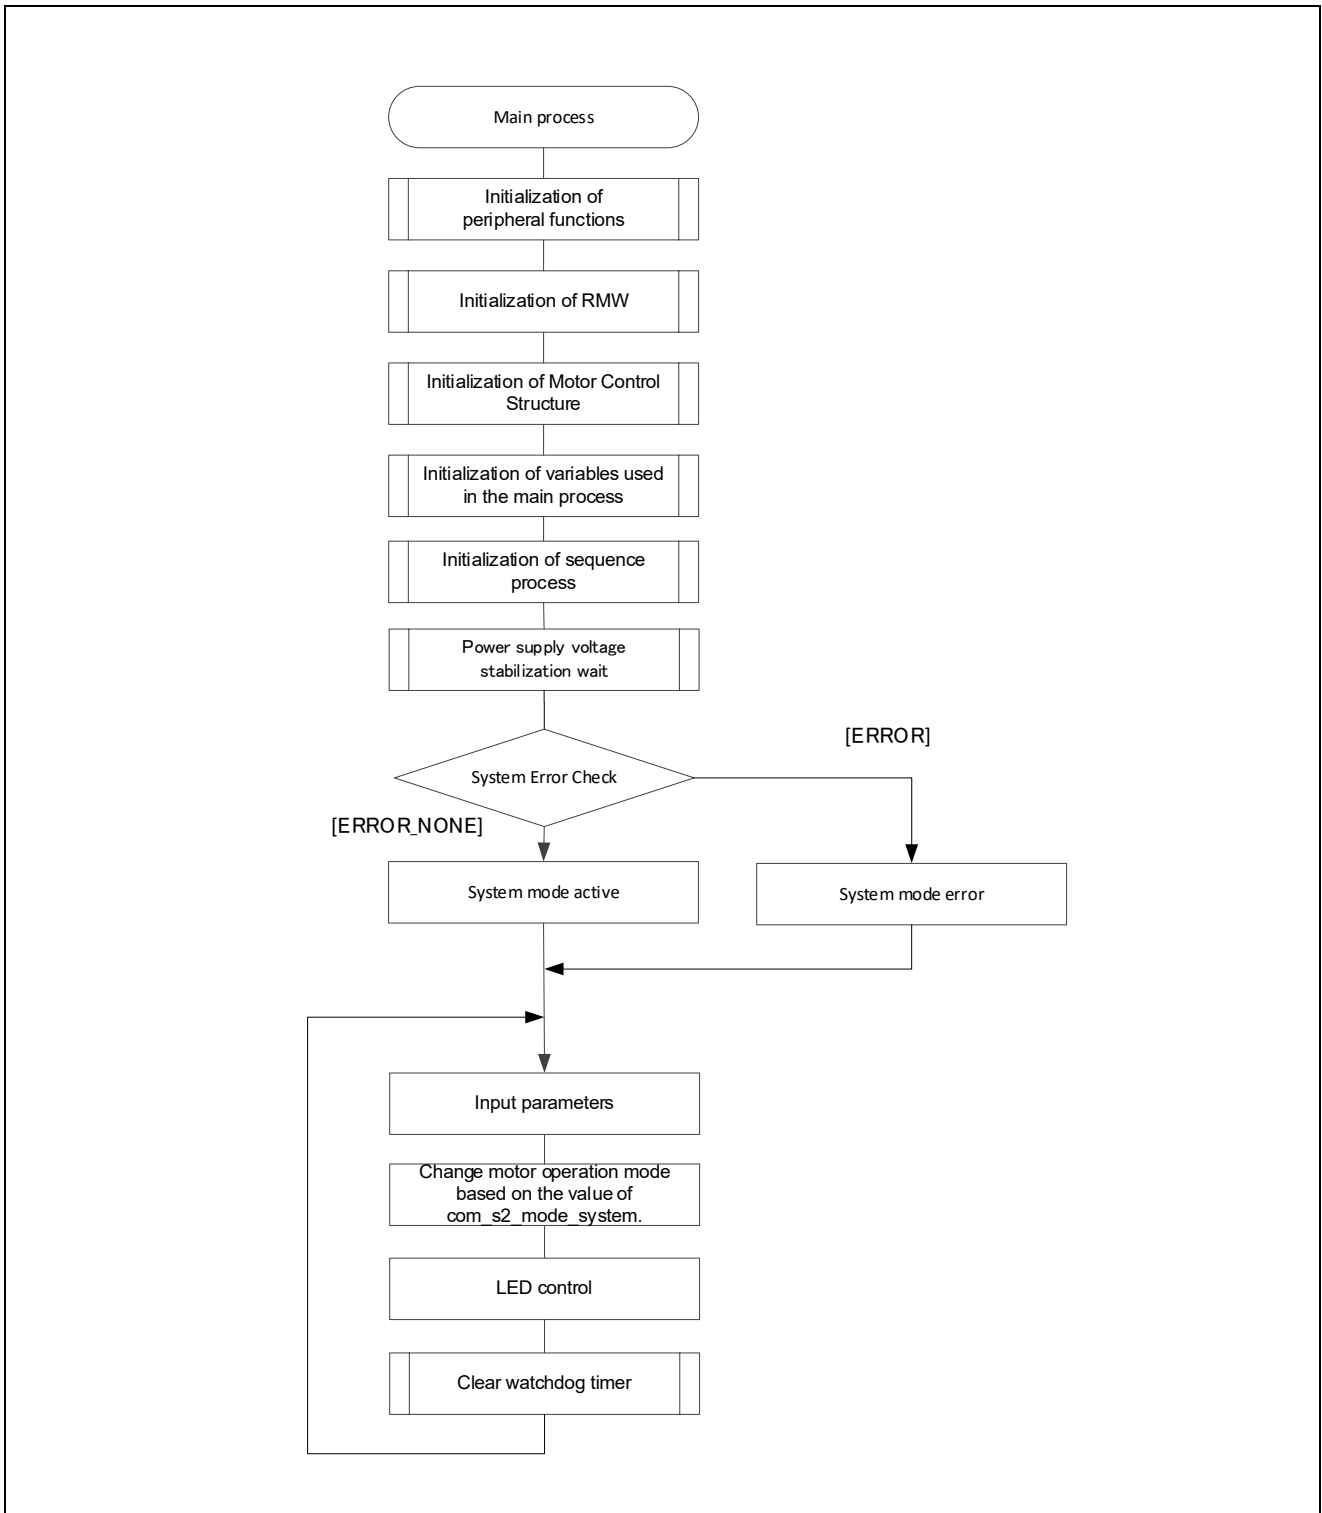 Main process
Initialization of
peripheral functions
Initialization of RMW
Initialization of Motor Control
Structure
Initialization of variables used
in the main process
Initialization of sequence
process
Power supply voltage
stabilization wait
[ERROR]
System Error Check
[ERROR_NONE]
System mode active
System mode error
Input parameters
Change motor operation mode
based on the value of
com_s2_mode_system.
LED control
Clear watchdog timer